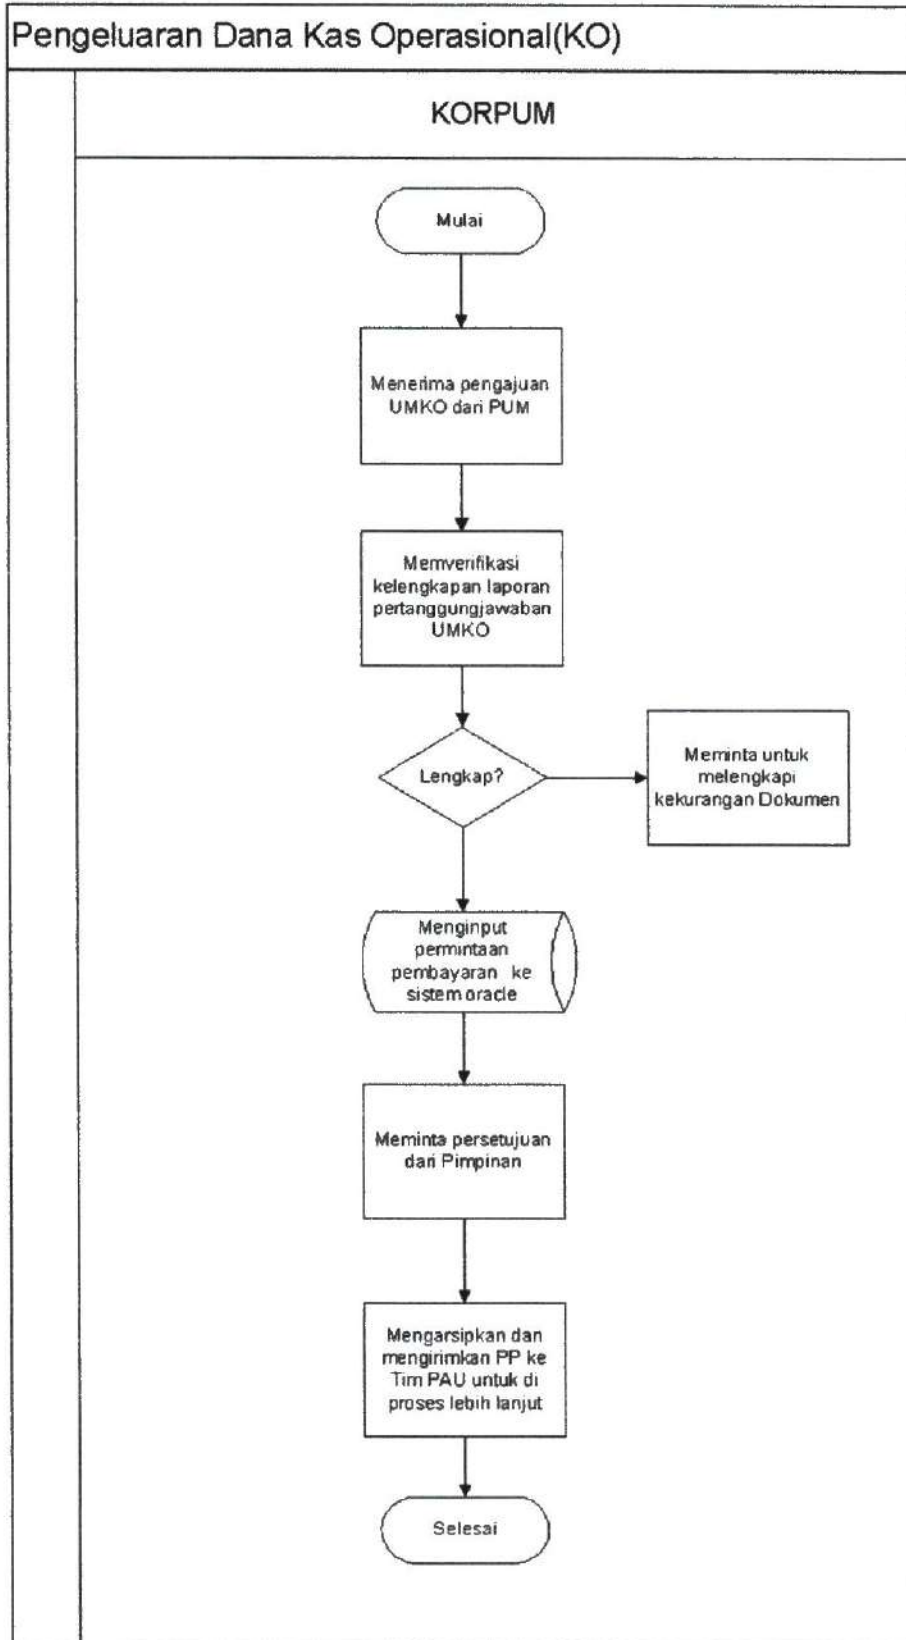 Pengeluaran Dana Kas Operasional(KO)
KORPUM
Mulai
Menerima pengajuan
UMKO dari PUM
Memverifikasi
kelengkapan laporan
pertanggungjawaban
UMKO
Lengkap?
Meminta untuk
melengkapi
kekurangan Dokumen
Menginput
permintaan
pembayaran ke
sistem oracle
Meminta persetujuan
dari Pimpinan
Mengarsipkan dan
mengirimkan PP ke
Tim PAU untuk di
proses lebih lanjut
Selesai